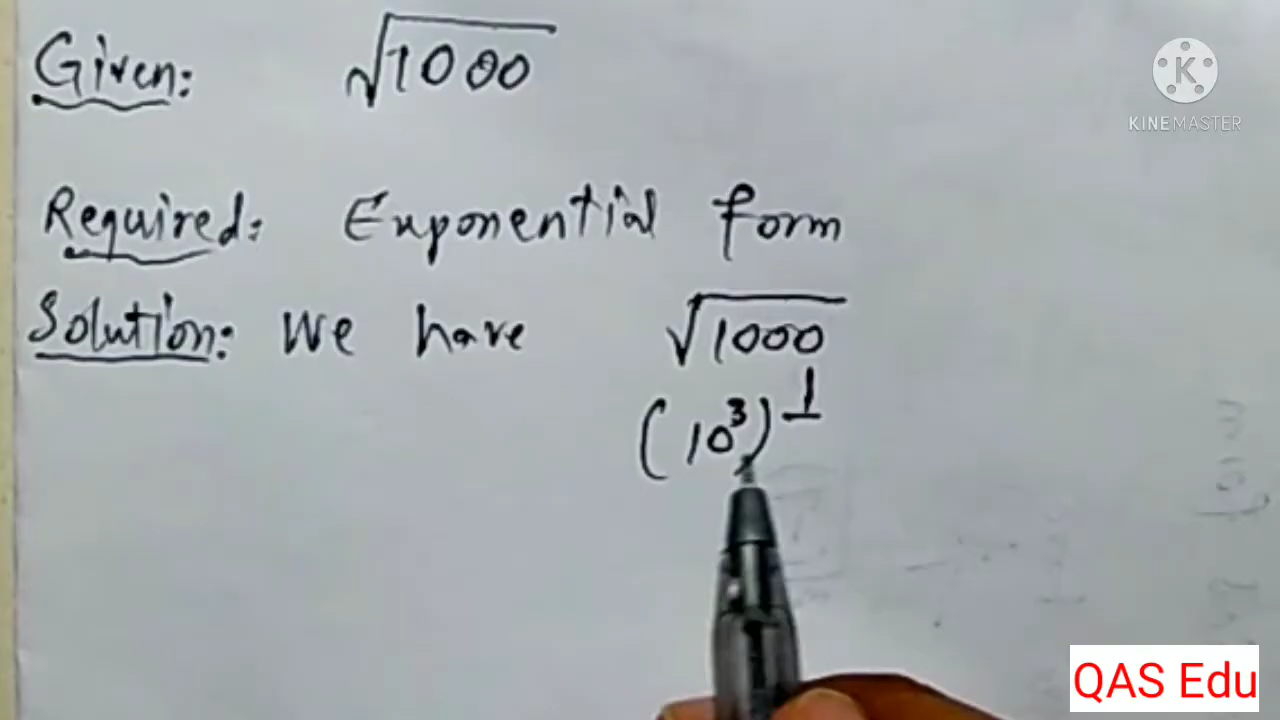 Given: √1000
KINEMASTER
Required: Exponential form
Solution: We have √1000
(10³)^1
QAS Edu